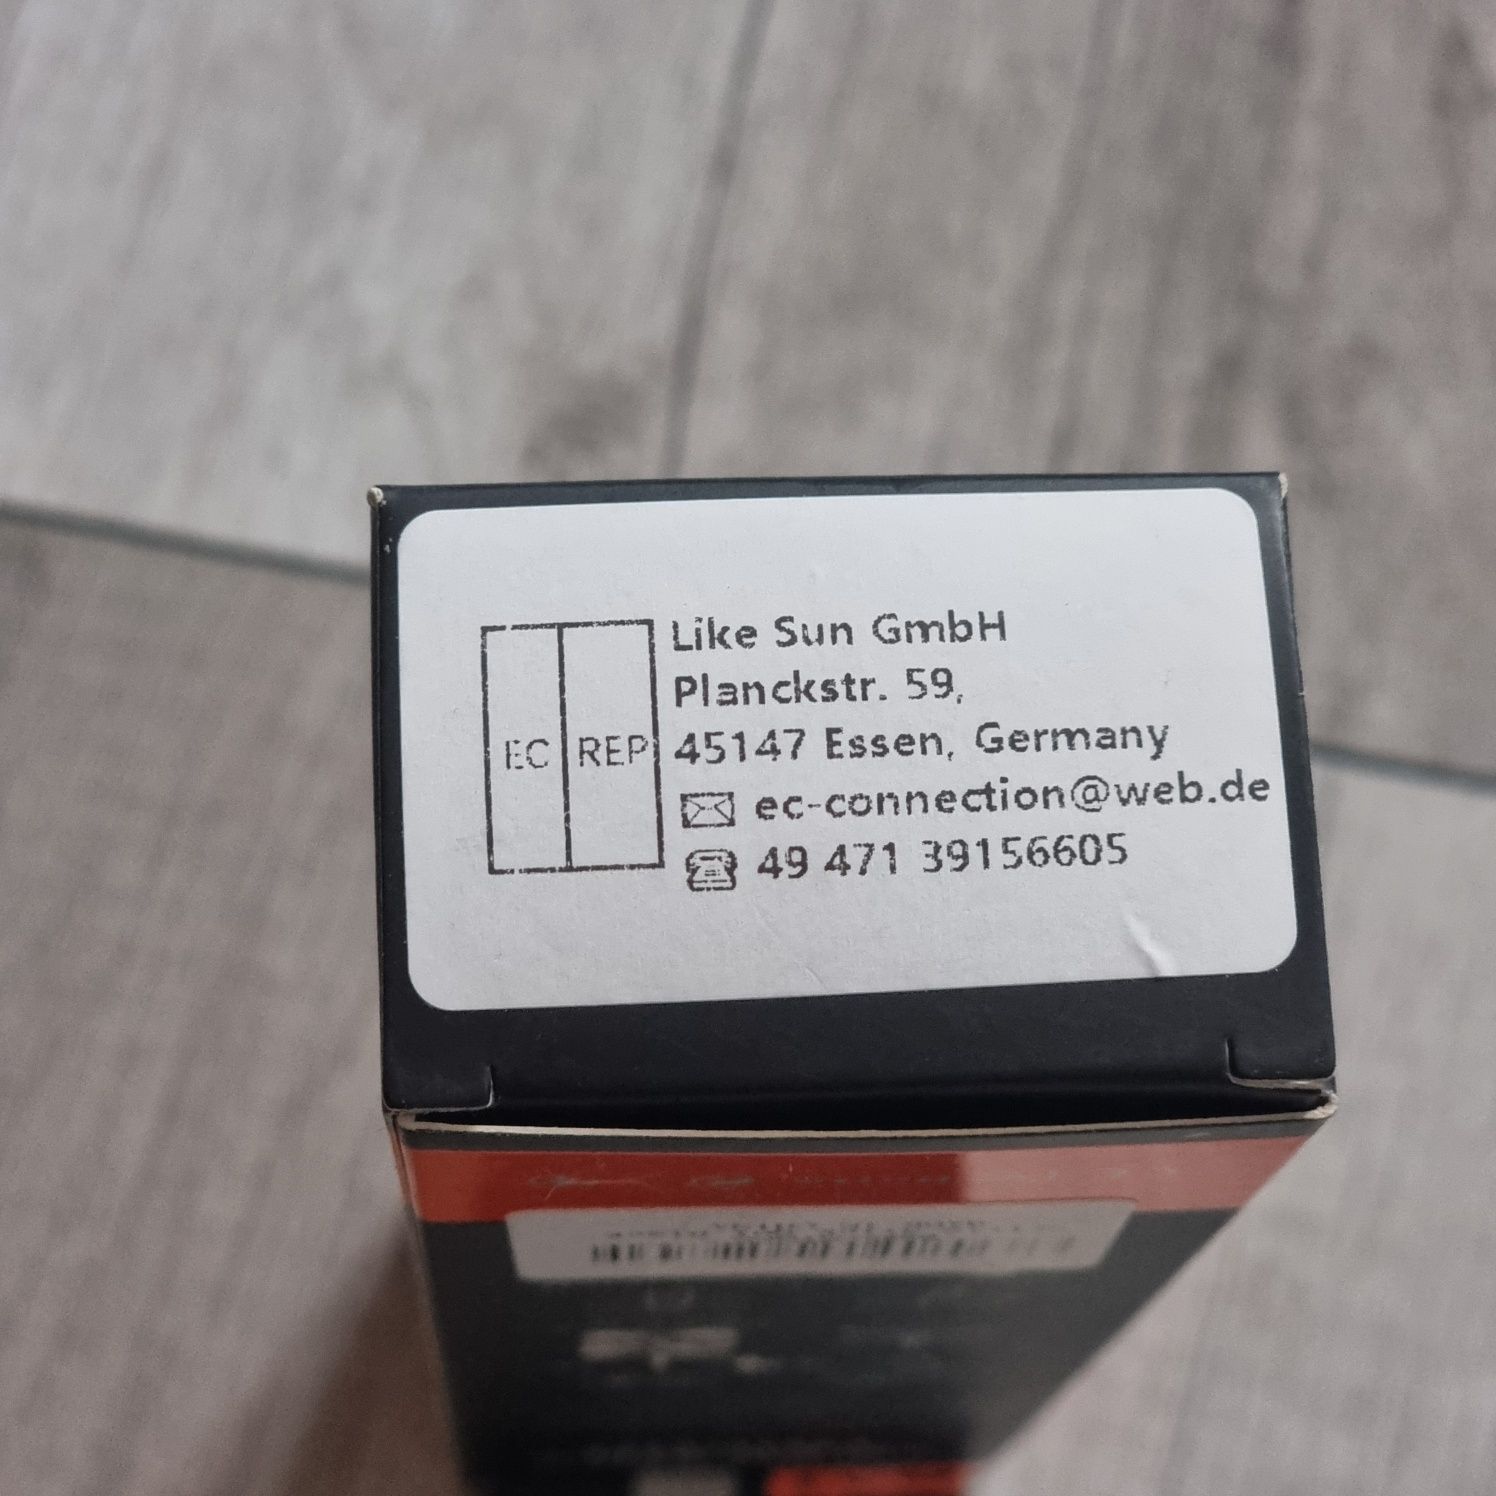 Like Sun GmbH
Planckstr. 59,
45147 Essen, Germany
EC REP
ec-connection@web.de
49 471 39156605